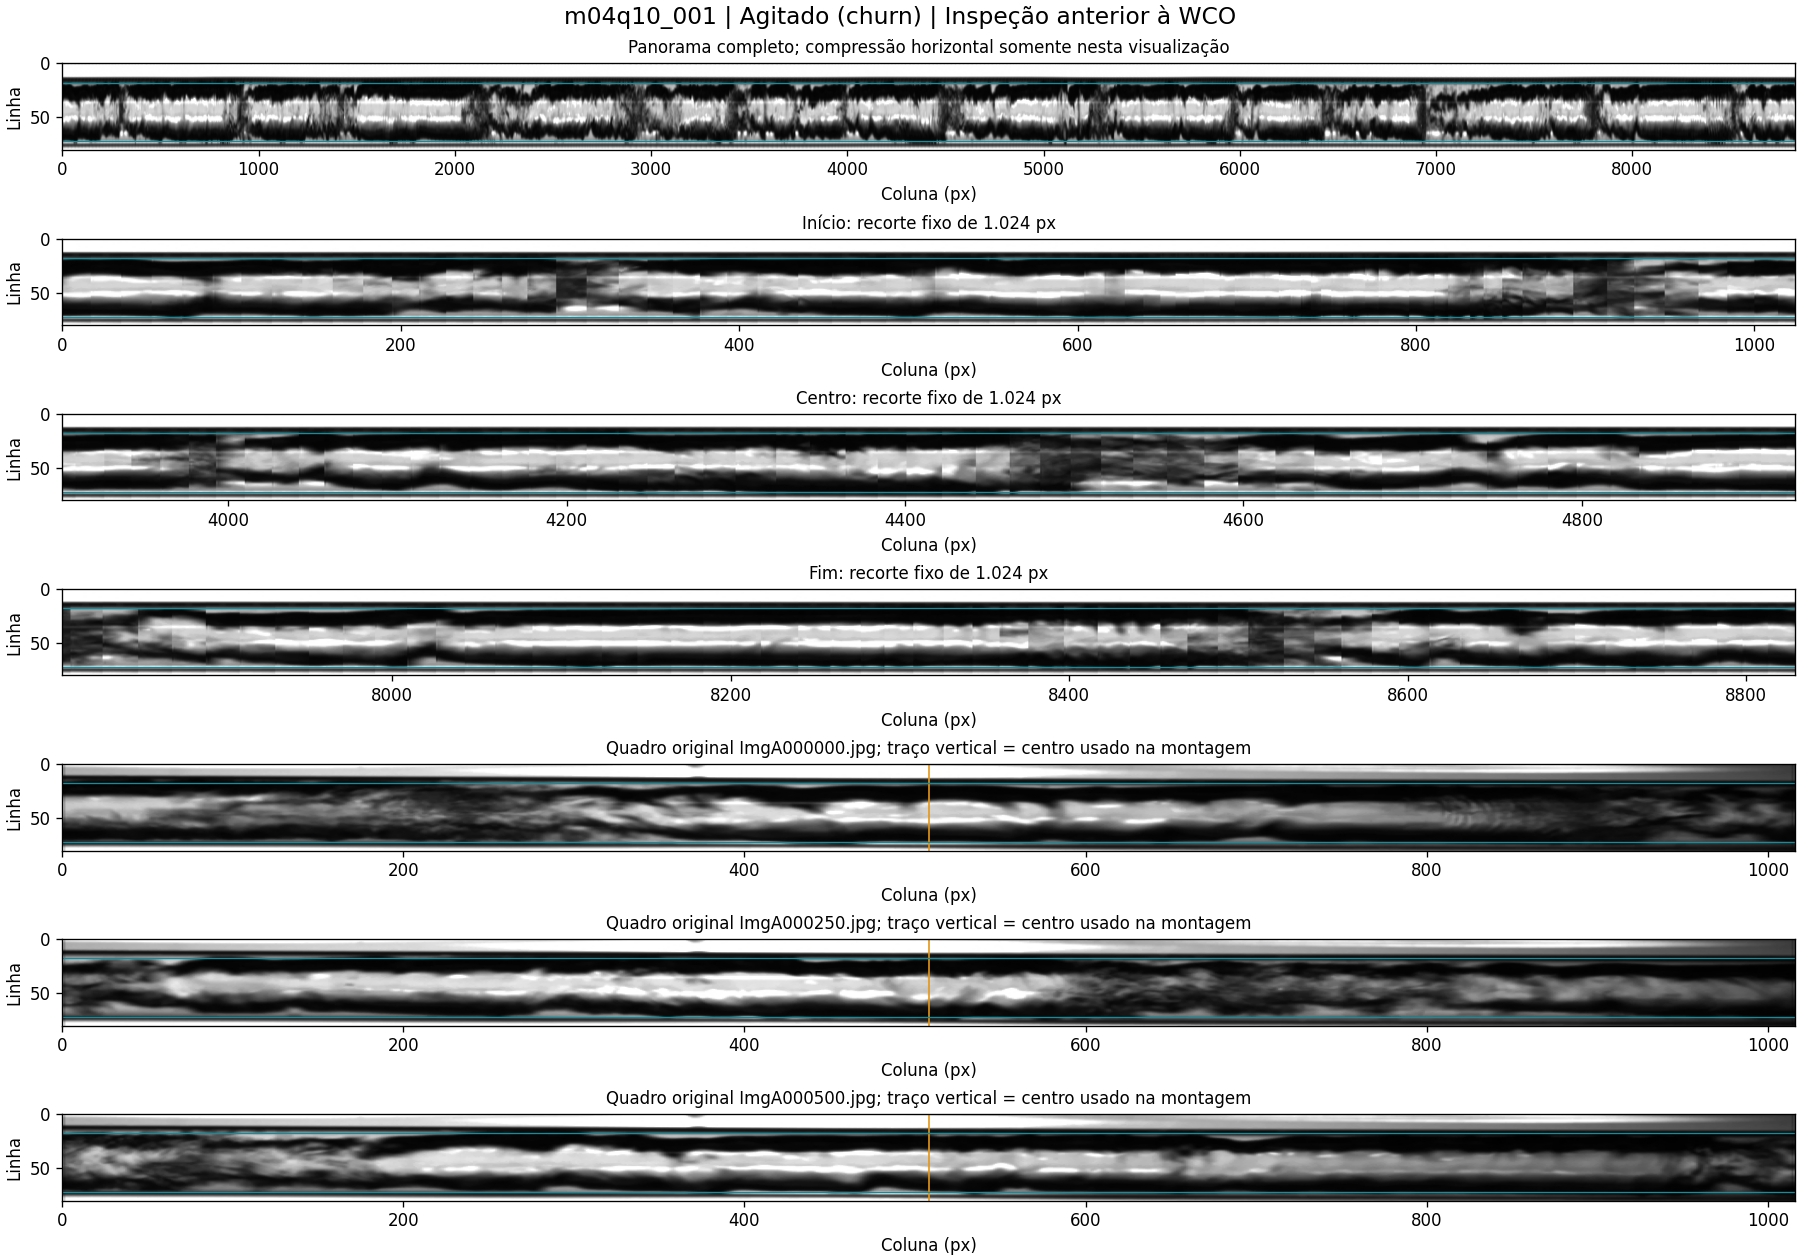 m04q10_001 | Agitado (churn) | Inspeção anterior à WCO
Panorama completo; compressão horizontal somente nesta visualização
0
50
Linha
0 1000 2000 3000 4000 5000 6000 7000 8000
Coluna (px)
Início: recorte fixo de 1.024 px
0
50
Linha
0 200 400 600 800 1000
Coluna (px)
Centro: recorte fixo de 1.024 px
0
50
Linha
4000 4200 4400 4600 4800
Coluna (px)
Fim: recorte fixo de 1.024 px
0
50
Linha
8000 8200 8400 8600 8800
Coluna (px)
Quadro original ImgA000000.jpg; traço vertical = centro usado na montagem
0
50
Linha
0 200 400 600 800 1000
Coluna (px)
Quadro original ImgA000250.jpg; traço vertical = centro usado na montagem
0
50
Linha
0 200 400 600 800 1000
Coluna (px)
Quadro original ImgA000500.jpg; traço vertical = centro usado na montagem
0
50
Linha
0 200 400 600 800 1000
Coluna (px)